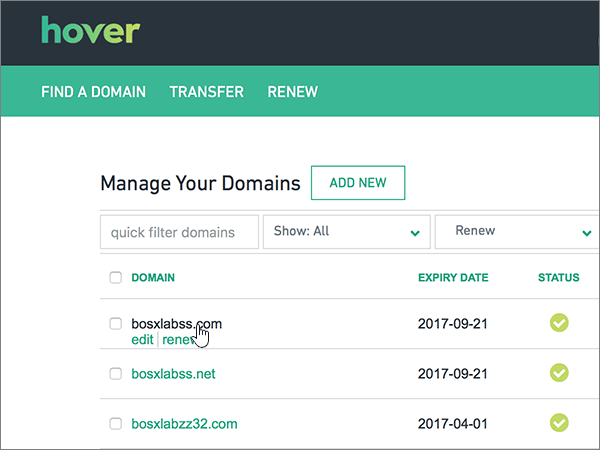 hover
FIND A DOMAIN TRANSFER RENEW
Manage Your Domains ADD NEW
quick filter domains Show: All Renew
DOMAIN EXPIRY DATE STATUS
bosxlabss.com 2017-09-21
edit renew
bosxlabss.net 2017-09-21
bosxlabzz32.com 2017-04-01